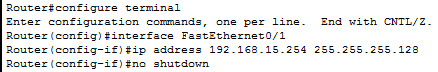 Router#configure terminal
Enter configuration commands, one per line.  End with CNTL/Z.
Router(config)#interface FastEthernet0/1
Router(config-if)#ip address 192.168.15.254 255.255.255.128
Router(config-if)#no shutdown